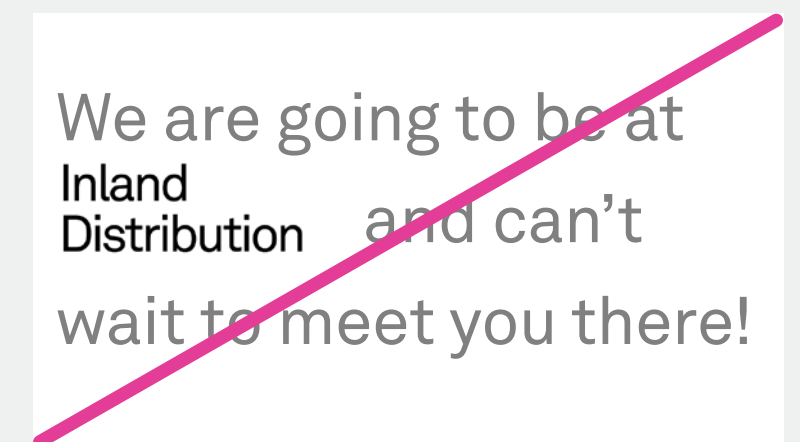 We are going to be at
Inland
Distribution
and can’t
wait to meet you there!